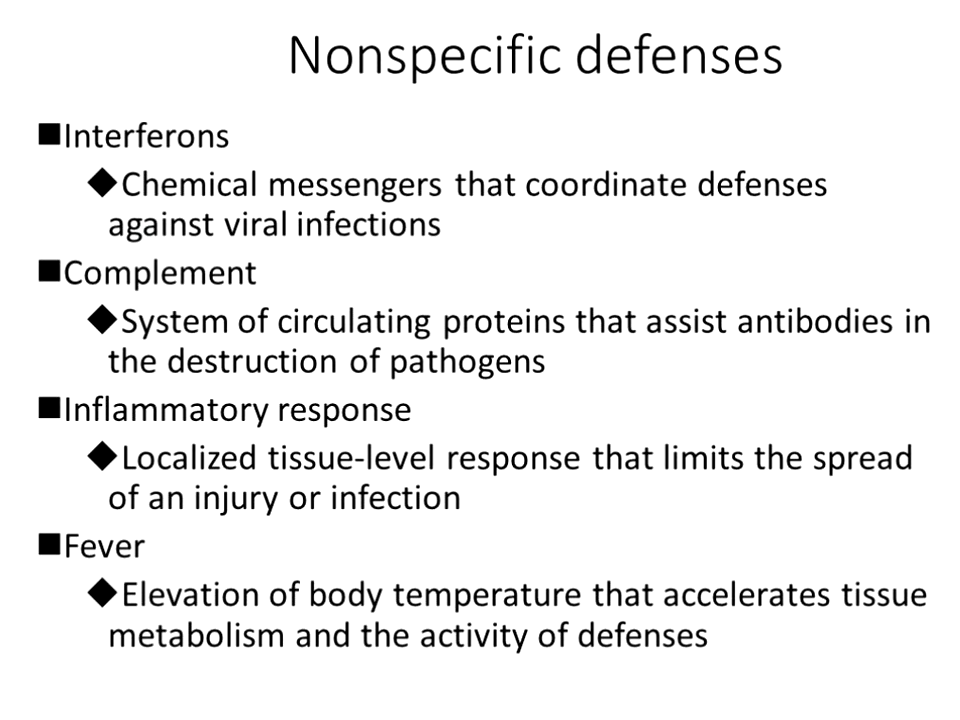 Nonspecific defenses
■Interferons
◆Chemical messengers that coordinate defenses
against viral infections
■Complement
◆System of circulating proteins that assist antibodies in
the destruction of pathogens
■Inflammatory response
◆Localized tissue-level response that limits the spread
of an injury or infection
■Fever
◆Elevation of body temperature that accelerates tissue
metabolism and the activity of defenses